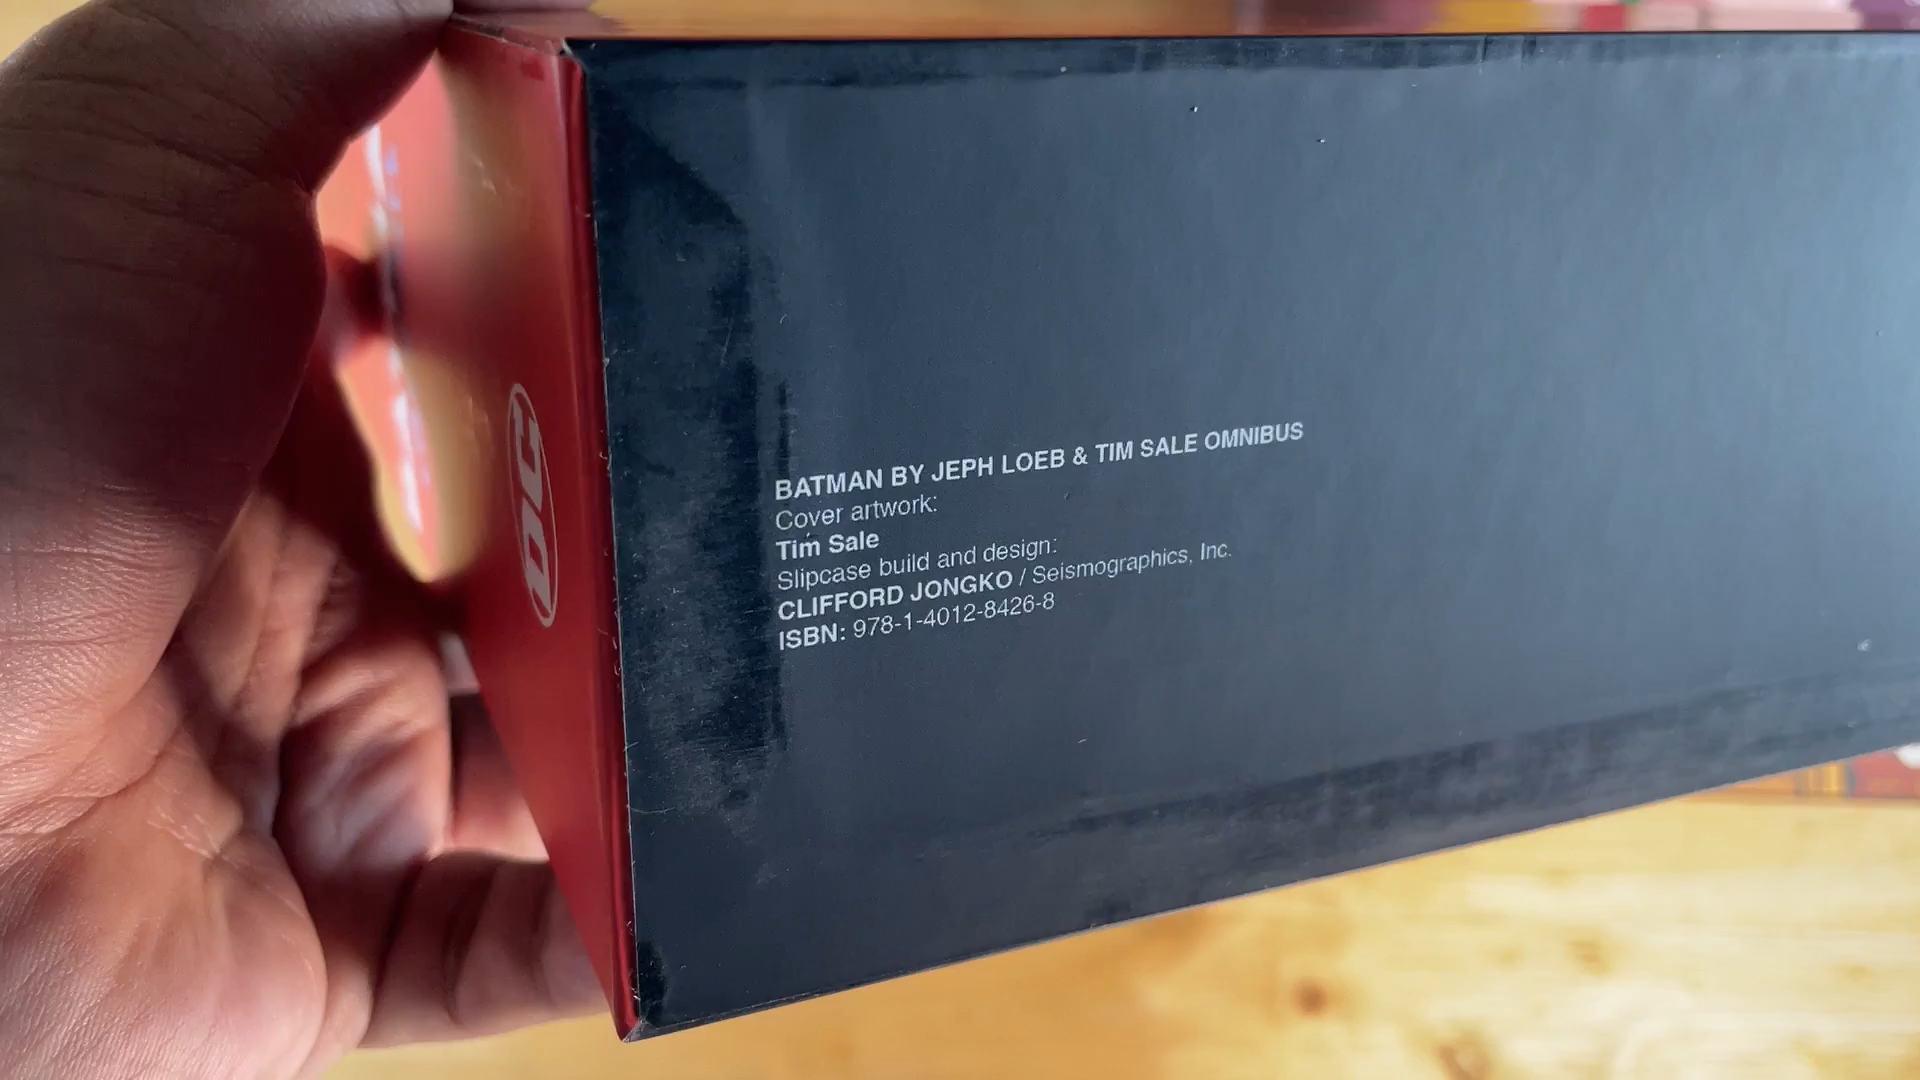 DC
BATMAN BY JEPH LOEB & TIM SALE OMNIBUS
Cover artwork:
Tim Sale
Slipcase build and design:
CLIFFORD JONGKO / Seismographics, Inc.
ISBN: 978-1-4012-8426-8